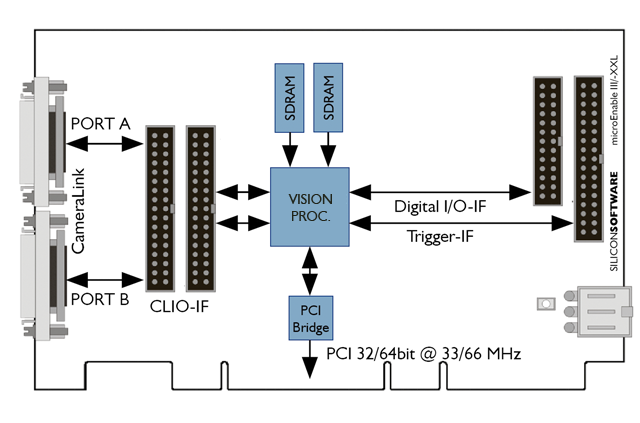 SDRAM
SDRAM
PORT A
CameraLink
PORT B
CLIO-IF
VISION
PROC.
Digital I/O-IF
Trigger-IF
PCI
Bridge
PCI 32/64bit @ 33/66 MHz
SILICONSOFTWARE microEnable III/-XXL